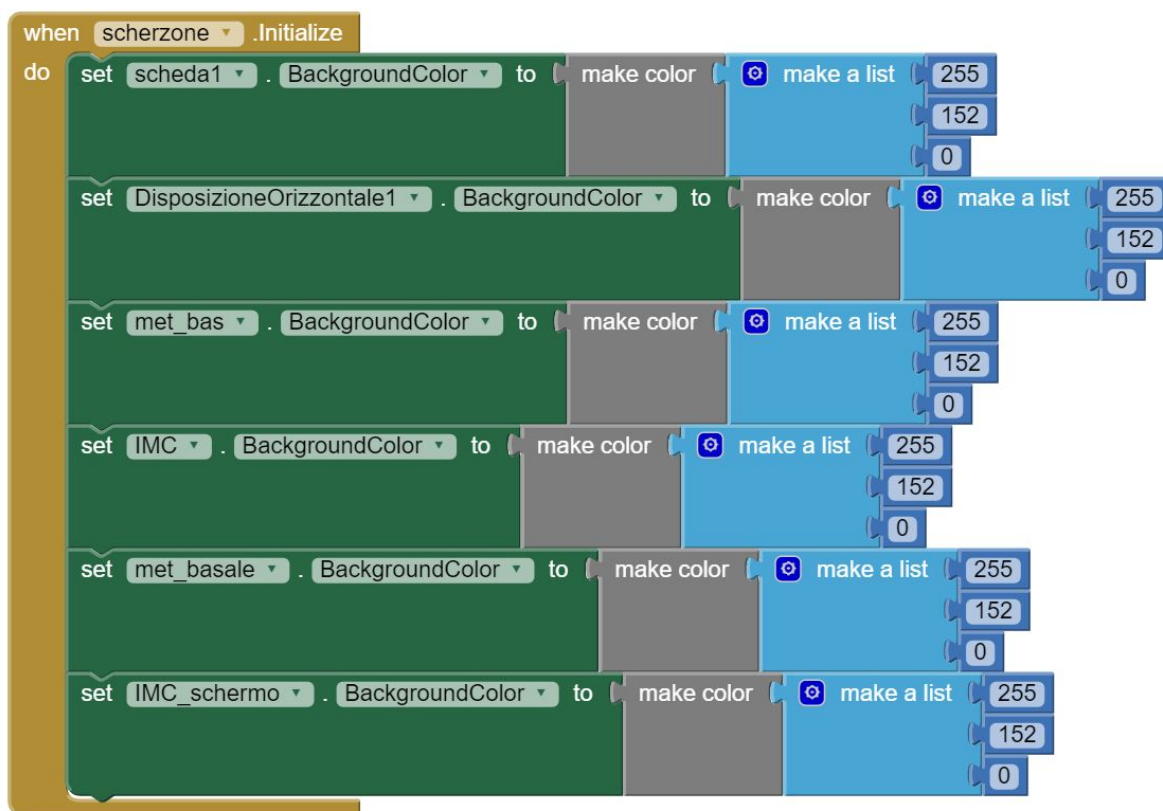 when scherzone .Initialize
do set scheda1 . BackgroundColor to make color make a list 255
152
0
set DisposizioneOrizzontale1 . BackgroundColor to make color make a list 255
152
0
set met_bas . BackgroundColor to make color make a list 255
152
0
set IMC . BackgroundColor to make color make a list 255
152
0
set met_basale . BackgroundColor to make color make a list 255
152
0
set IMC_schermo . BackgroundColor to make color make a list 255
152
0